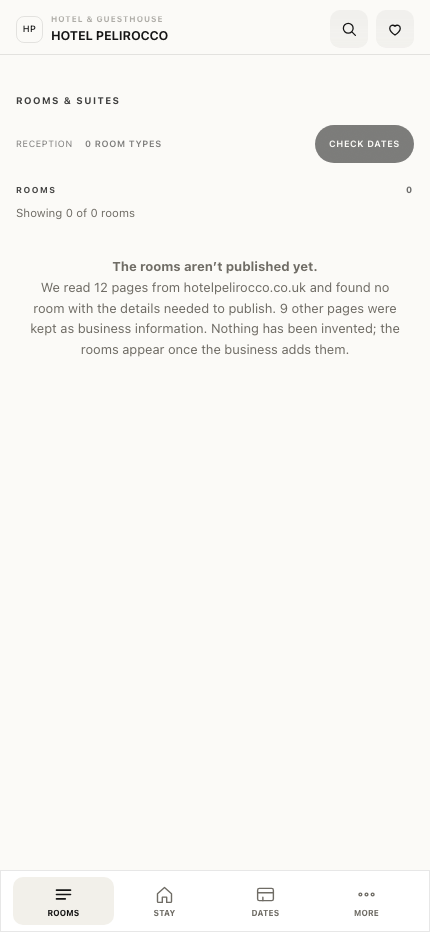 HP
HOTEL & GUESTHOUSE
HOTEL PELIROCCO
ROOMS & SUITES
RECEPTION 0 ROOM TYPES
CHECK DATES
ROOMS 0
Showing 0 of 0 rooms
The rooms aren’t published yet.
We read 12 pages from hotelpelirocco.co.uk and found no
room with the details needed to publish. 9 other pages were
kept as business information. Nothing has been invented; the
rooms appear once the business adds them.
ROOMS STAY DATES MORE